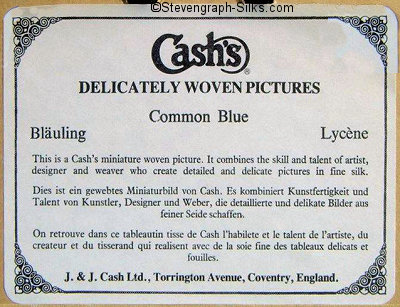 ©Stevengraph-Silks.com
Cash's®
DELICATELY WOVEN PICTURES
Common Blue
Bläuling Lycène
This is a Cash's miniature woven picture. It combines the skill and talent of artist,
designer and weaver who create detailed and delicate pictures in fine silk.
Dies ist ein gewebtes Miniaturbild von Cash. Es kombiniert Kunstfertigkeit und
Talent von Kunstler, Designer und Weber, die detaillierte und delikate Bilder aus
feiner Seide schaffen.
On retrouve dans ce tableautin tisse de Cash l'habilete et le talent de l'artiste, du
createur et du tisserand qui realisent avec de la soie fine des tableaux delicats et
fouilles.
J. & J. Cash Ltd., Torrington Avenue, Coventry, England.